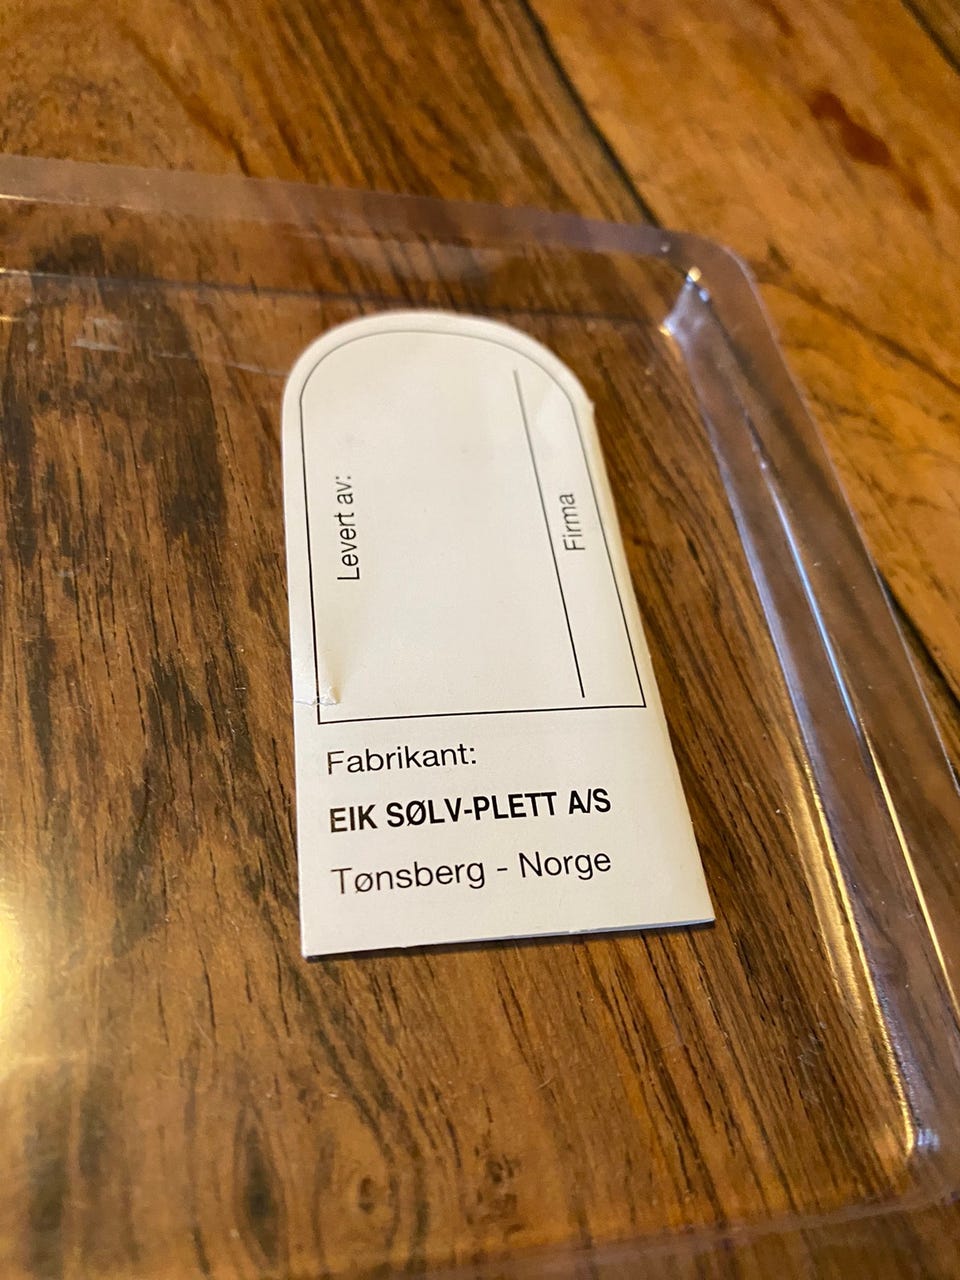 Levert av:
Firma
Fabrikant:
EIK SØLV-PLETT A/S
Tønsberg - Norge